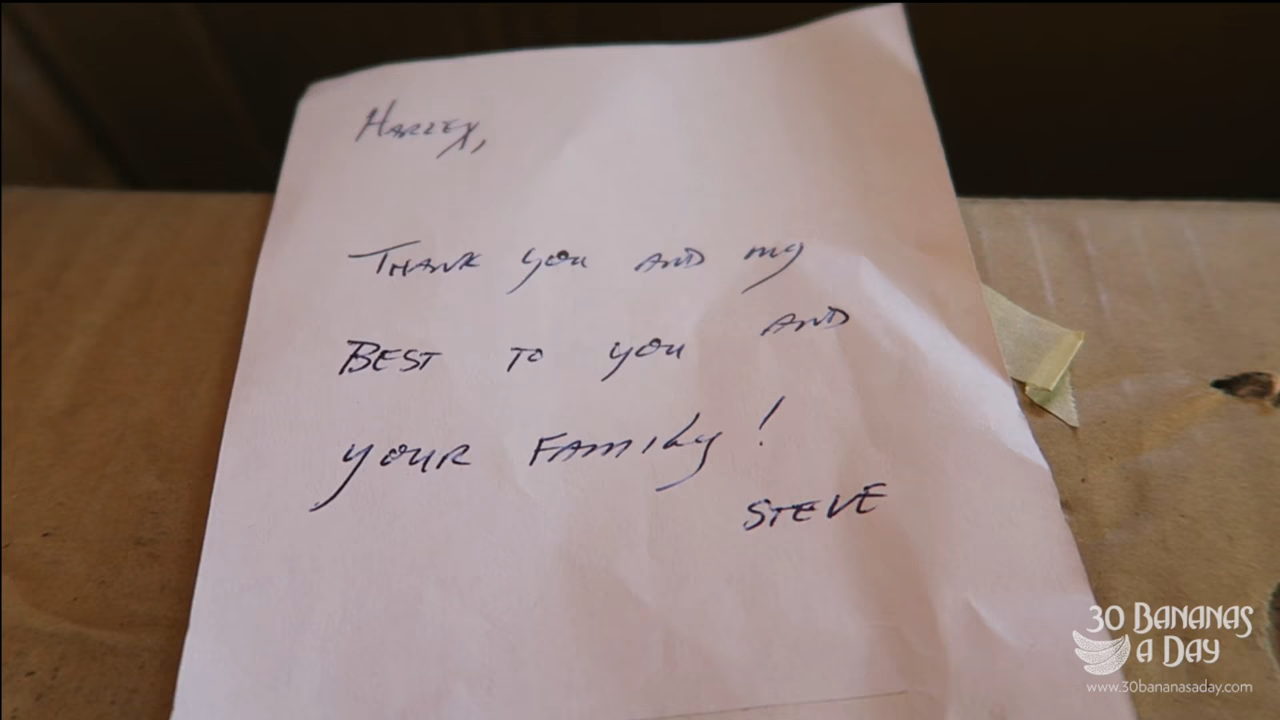 Harley,
Thank you and my
Best to you and
your Family!
Steve
30 Bananas
a Day
www.30bananasaday.com